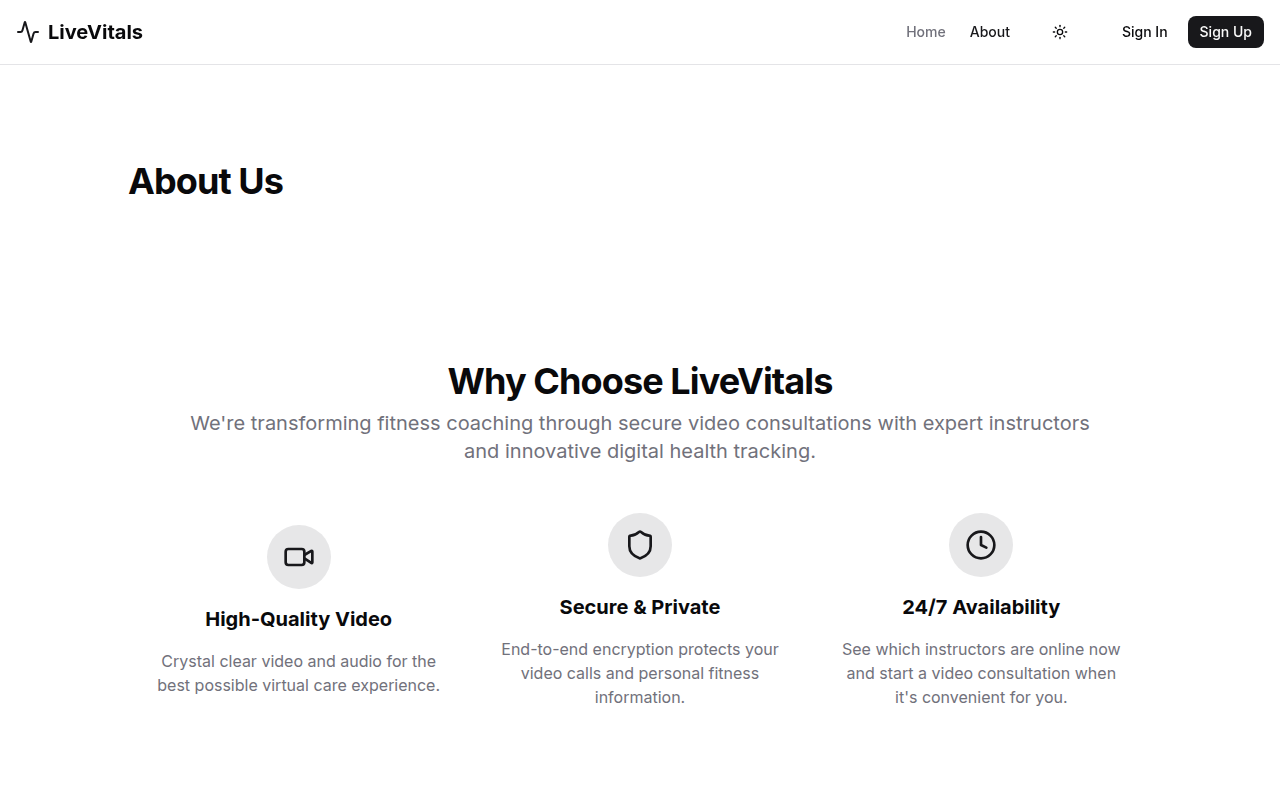 LiveVitals
Home
About
Sign In
Sign Up
About Us
Why Choose LiveVitals
We're transforming fitness coaching through secure video consultations with expert instructors
and innovative digital health tracking.
High-Quality Video
Crystal clear video and audio for the
best possible virtual care experience.
Secure & Private
End-to-end encryption protects your
video calls and personal fitness
information.
24/7 Availability
See which instructors are online now
and start a video consultation when
it's convenient for you.